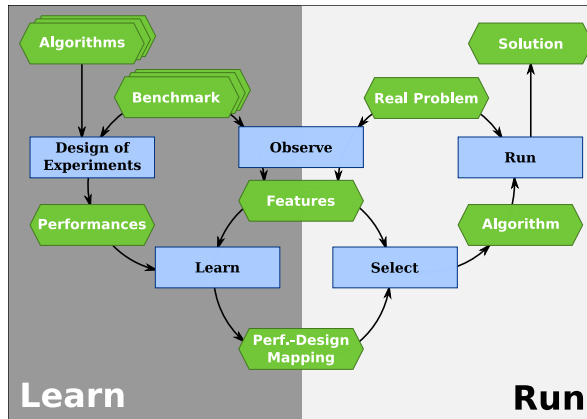 Algorithms
Solution
Benchmark
Real Problem
Design of
Experiments
Observe
Run
Performances
Features
Algorithm
Learn
Select
Perf.-Design
Mapping
Learn
Run